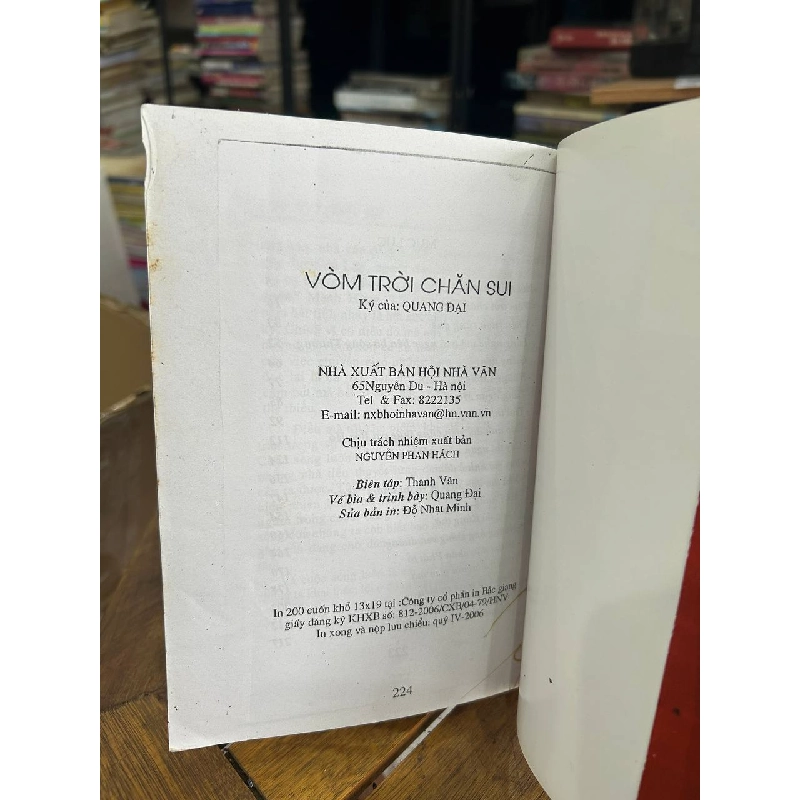 VÒM TRỜI CHĂN SUI
Ký của: QUANG ĐẠI
NHÀ XUẤT BẢN HỘI NHÀ VĂN
65Nguyễn Du - Hà nội
Tel & Fax: 8222135
E-mail: nxbhoinhavan@hn.vnn.vn
Chịu trách nhiệm xuất bản
NGUYỄN PHAN HÁCH
Biên tập: Thanh Vân
Vẽ bìa & trình bày: Quang Đại
Sửa bản in: Đỗ Nhật Minh
In 200 cuốn khổ 13x19 tại :Công ty cổ phần in Bắc giang
giấy đăng ký KHXB số: 812-2006/CXB/04-79/HNV
In xong và nộp lưu chiểu: quý IV-2006
224